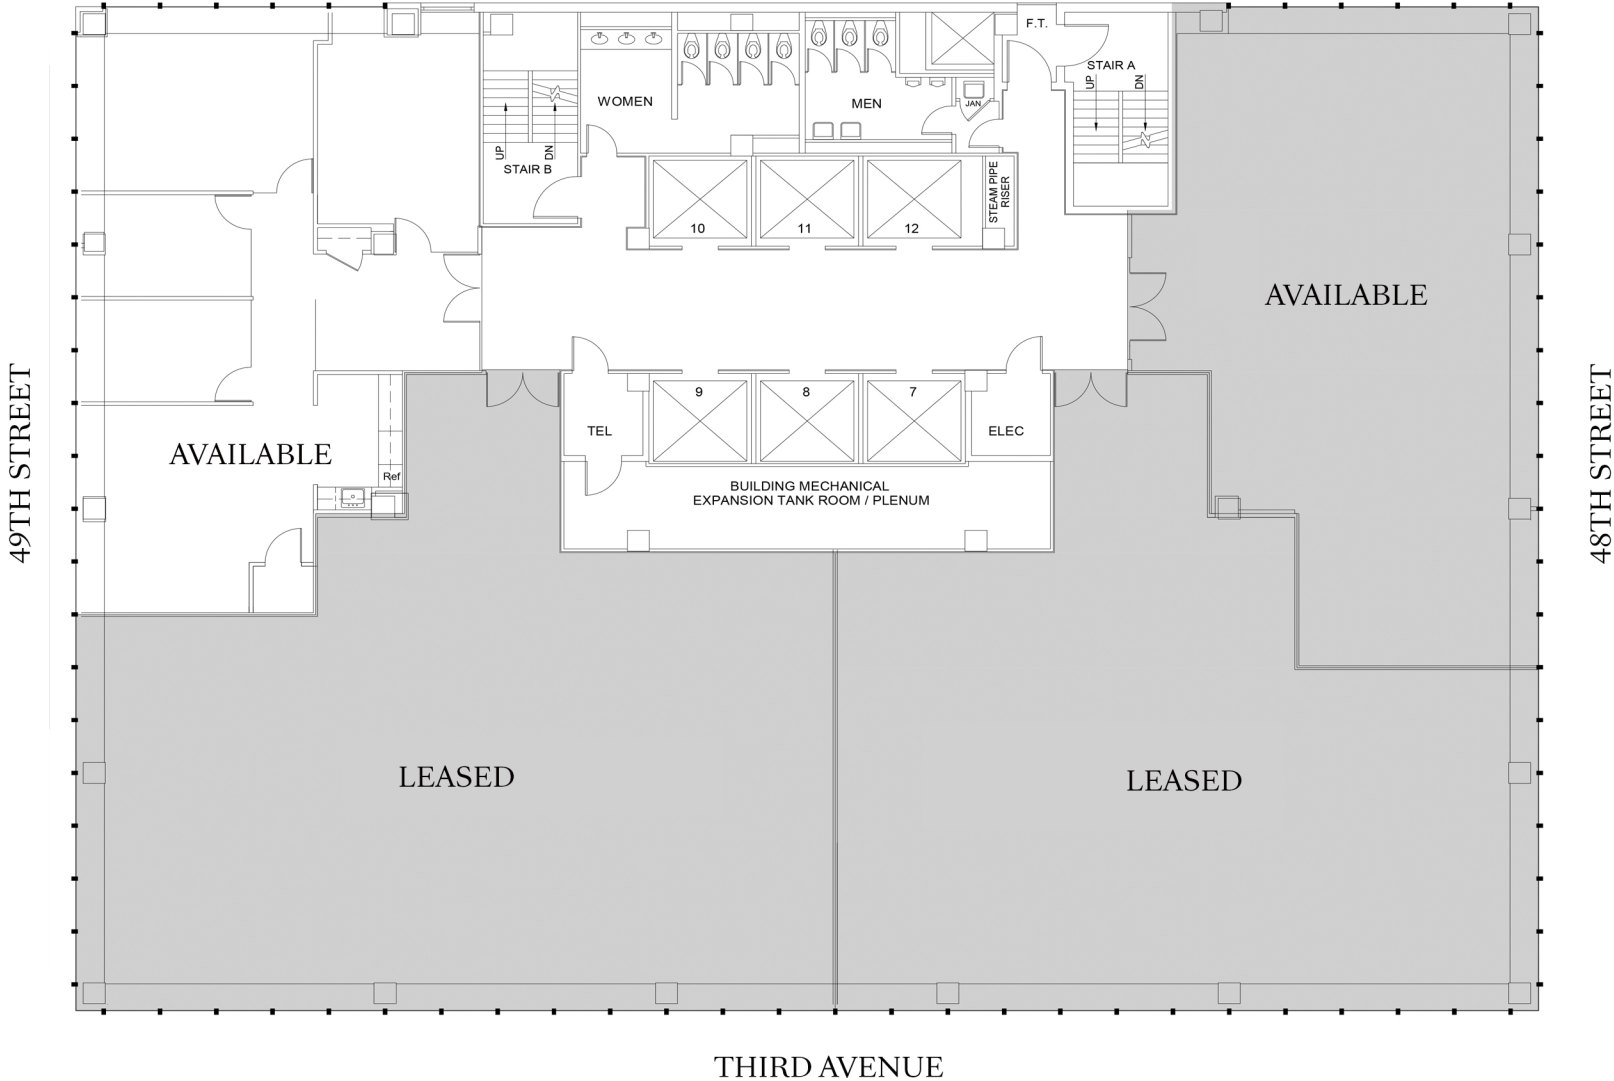 F.T.
STAIR A
UP
DN
WOMEN
MEN
JAN
UP
DN
STAIR B
STEAM PIPE
RISER
10
11
12
AVAILABLE
49TH STREET
48TH STREET
9
8
7
TEL
ELEC
AVAILABLE
Ref
BUILDING MECHANICAL
EXPANSION TANK ROOM / PLENUM
LEASED
LEASED
THIRD AVENUE